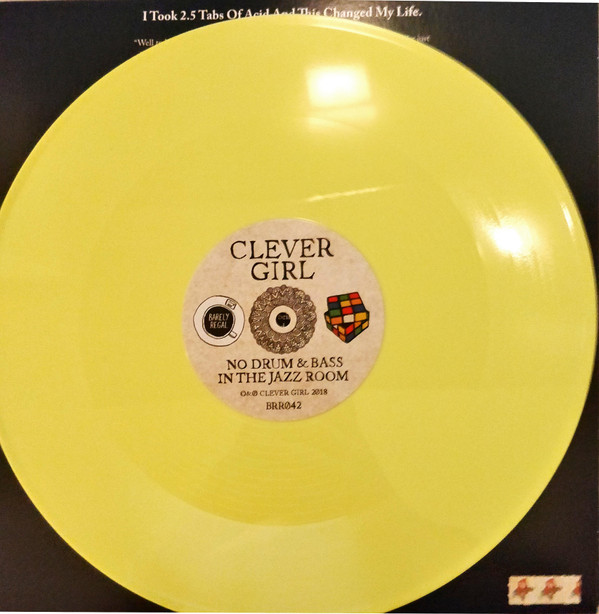 I Took 2.5 Tabs Of Acid And This Changed My Life.
"Well
CLEVER
GIRL
BARELY
REGAL
NO DRUM & BASS
IN THE JAZZ ROOM
©&℗ CLEVER GIRL 2018
BRR042